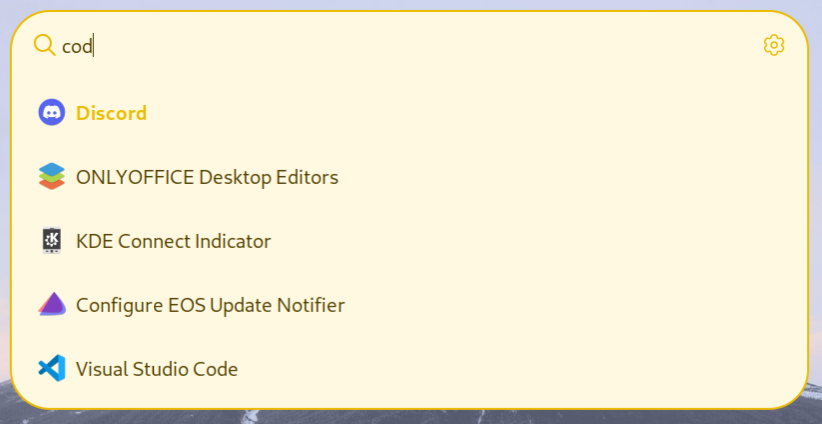 cod
Discord
ONLYOFFICE Desktop Editors
KDE Connect Indicator
Configure EOS Update Notifier
Visual Studio Code